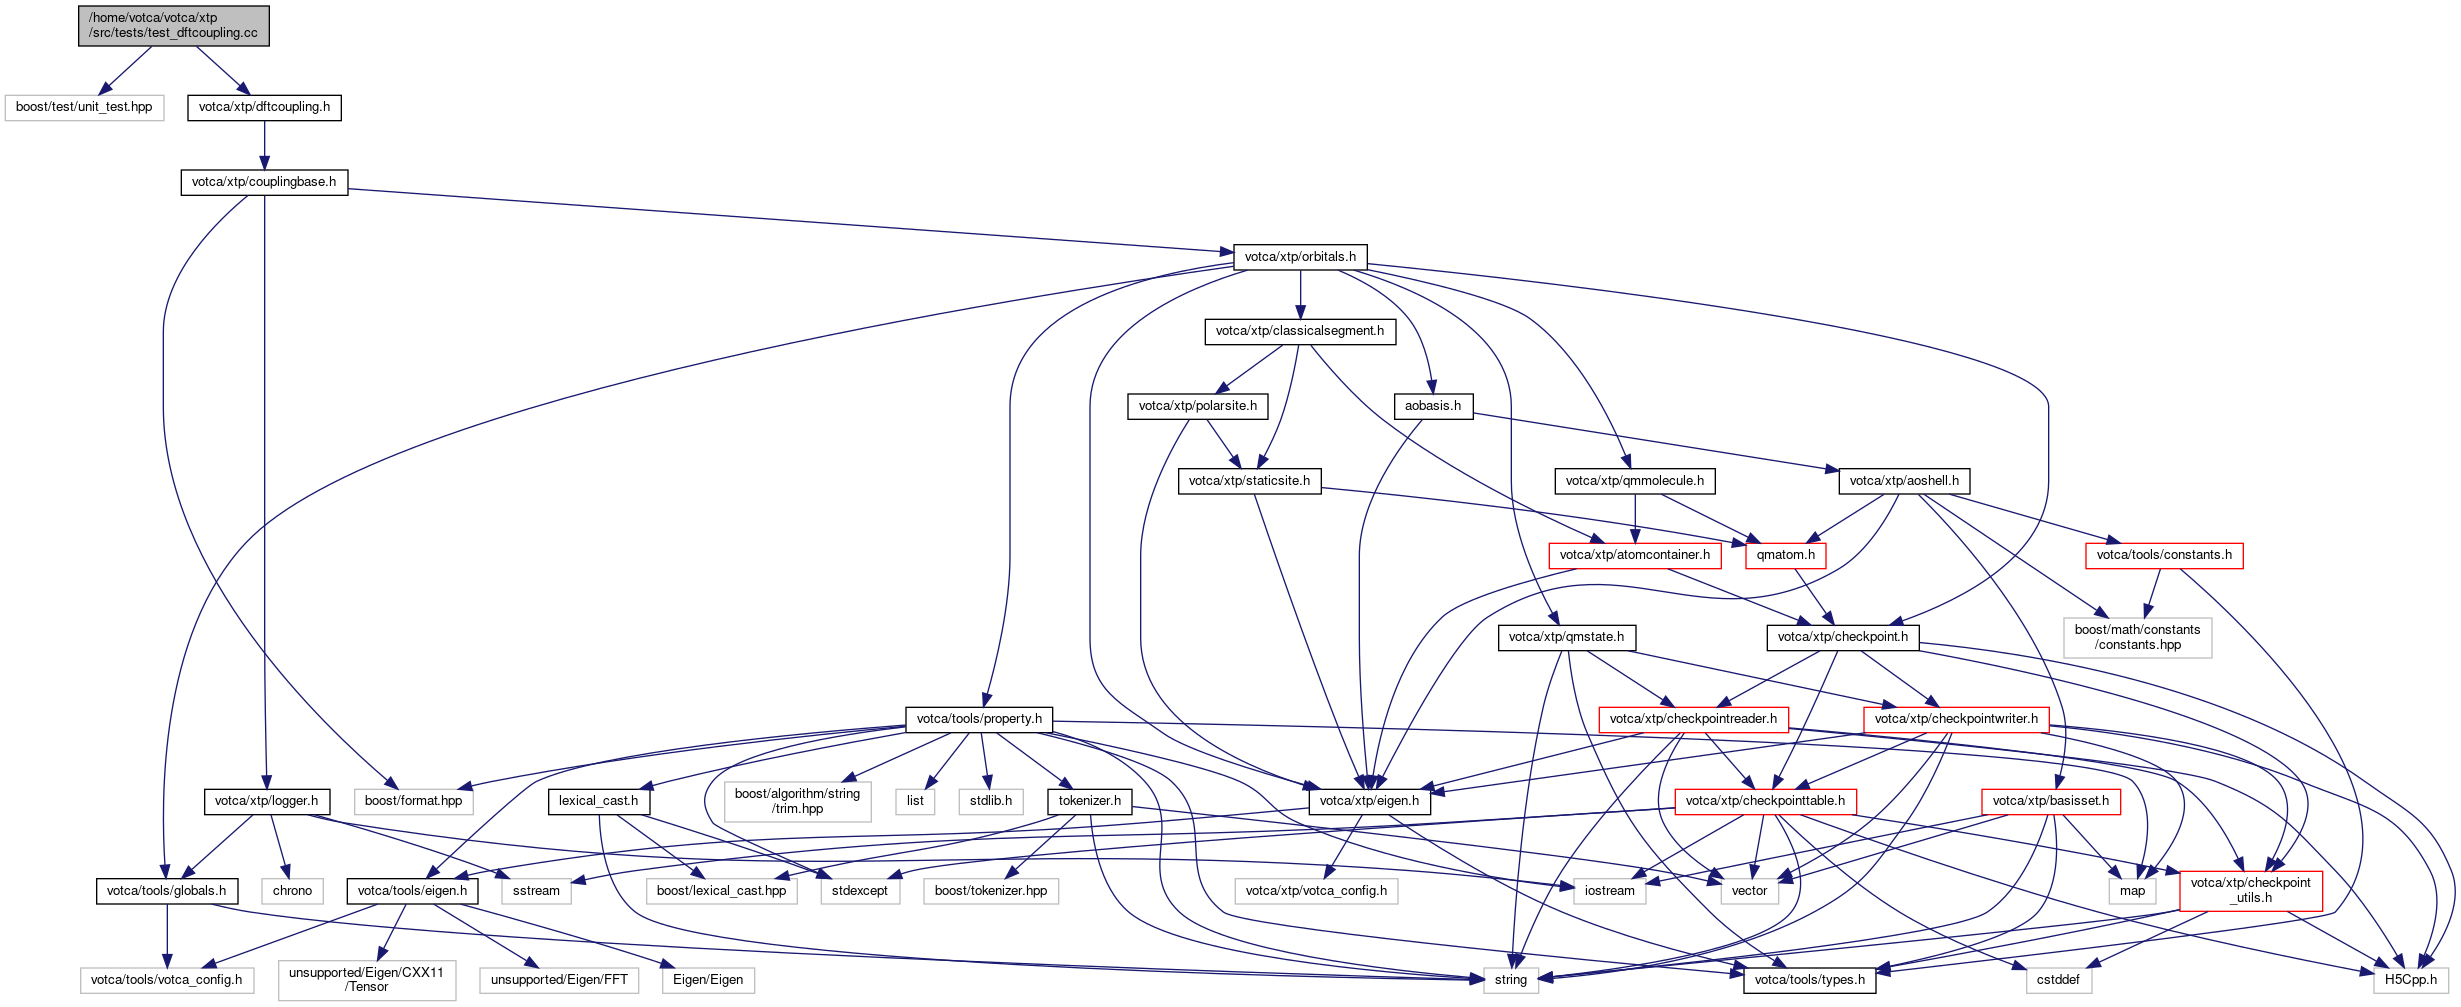 /home/votca/votca/xtp
/src/tests/test_dftcoupling.cc
boost/test/unit_test.hpp
votca/xtp/dftcoupling.h
votca/xtp/couplingbase.h
votca/xtp/orbitals.h
votca/xtp/classicalsegment.h
votca/xtp/polarsite.h
aobasis.h
votca/xtp/staticsite.h
votca/xtp/qmmolecule.h
votca/xtp/aoshell.h
votca/xtp/atomcontainer.h
qmatom.h
votca/tools/constants.h
votca/xtp/qmstate.h
votca/xtp/checkpoint.h
boost/math/constants
/constants.hpp
votca/tools/property.h
votca/xtp/checkpointreader.h
votca/xtp/checkpointwriter.h
votca/xtp/logger.h
boost/format.hpp
lexical_cast.h
boost/algorithm/string
/trim.hpp
list
stdlib.h
tokenizer.h
votca/xtp/eigen.h
votca/xtp/checkpointtable.h
votca/xtp/basisset.h
votca/tools/globals.h
chrono
votca/tools/eigen.h
sstream
boost/lexical_cast.hpp
stdexcept
boost/tokenizer.hpp
votca/xtp/votca_config.h
iostream
vector
map
votca/xtp/checkpoint
_utils.h
votca/tools/votca_config.h
unsupported/Eigen/CXX11
/Tensor
unsupported/Eigen/FFT
Eigen/Eigen
string
votca/tools/types.h
cstddef
H5Cpp.h